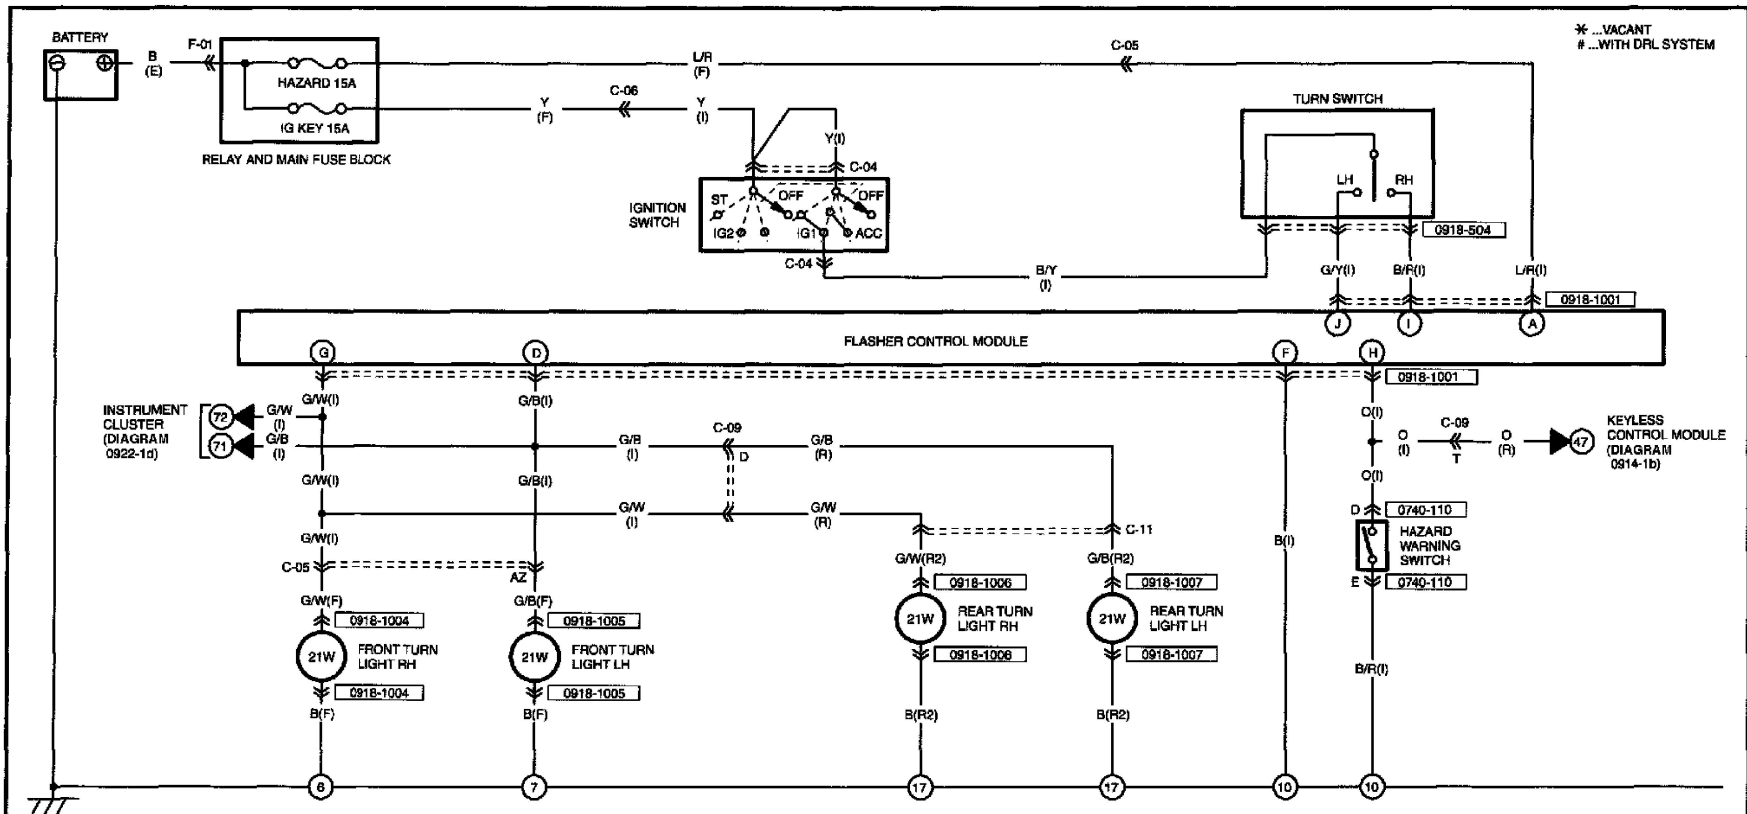 BATTERY
B
(E)
F-01
HAZARD 15A
IG KEY 15A
RELAY AND MAIN FUSE BLOCK
L/R
(F)
C-05
Y
(F)
C-06
Y
(I)
Y(I)
C-04
ST
OFF
OFF
IG2
IG1
ACC
IGNITION
SWITCH
C-04
B/Y
(I)
✲ ...VACANT
# ...WITH DRL SYSTEM
TURN SWITCH
LH
RH
0918-504
G/Y(I)
B/R(I)
L/R(I)
0918-1001
J
I
A
FLASHER CONTROL MODULE
G
D
F
H
0918-1001
G/W(I)
G/B(I)
O(I)
INSTRUMENT
CLUSTER
(DIAGRAM
0922-1d)
72
G/W
(I)
71
G/B
(I)
G/B
(I)
C-09
D
G/B
(R)
O
(I)
C-09
T
O
(R)
47
KEYLESS
CONTROL MODULE
(DIAGRAM
0914-1b)
G/W(I)
G/B(I)
O(I)
G/W
(I)
G/W
(R)
D
0740-110
G/W(I)
C-11
B(I)
HAZARD
WARNING
SWITCH
C-05
AZ
G/W(R2)
G/B(R2)
E
0740-110
G/W(F)
G/B(F)
0918-1006
0918-1007
0918-1004
0918-1005
21W
REAR TURN
LIGHT RH
21W
REAR TURN
LIGHT LH
21W
FRONT TURN
LIGHT RH
21W
FRONT TURN
LIGHT LH
0918-1006
0918-1007
0918-1004
0918-1005
B/R(I)
B(F)
B(F)
B(R2)
B(R2)
6
7
17
17
10
10